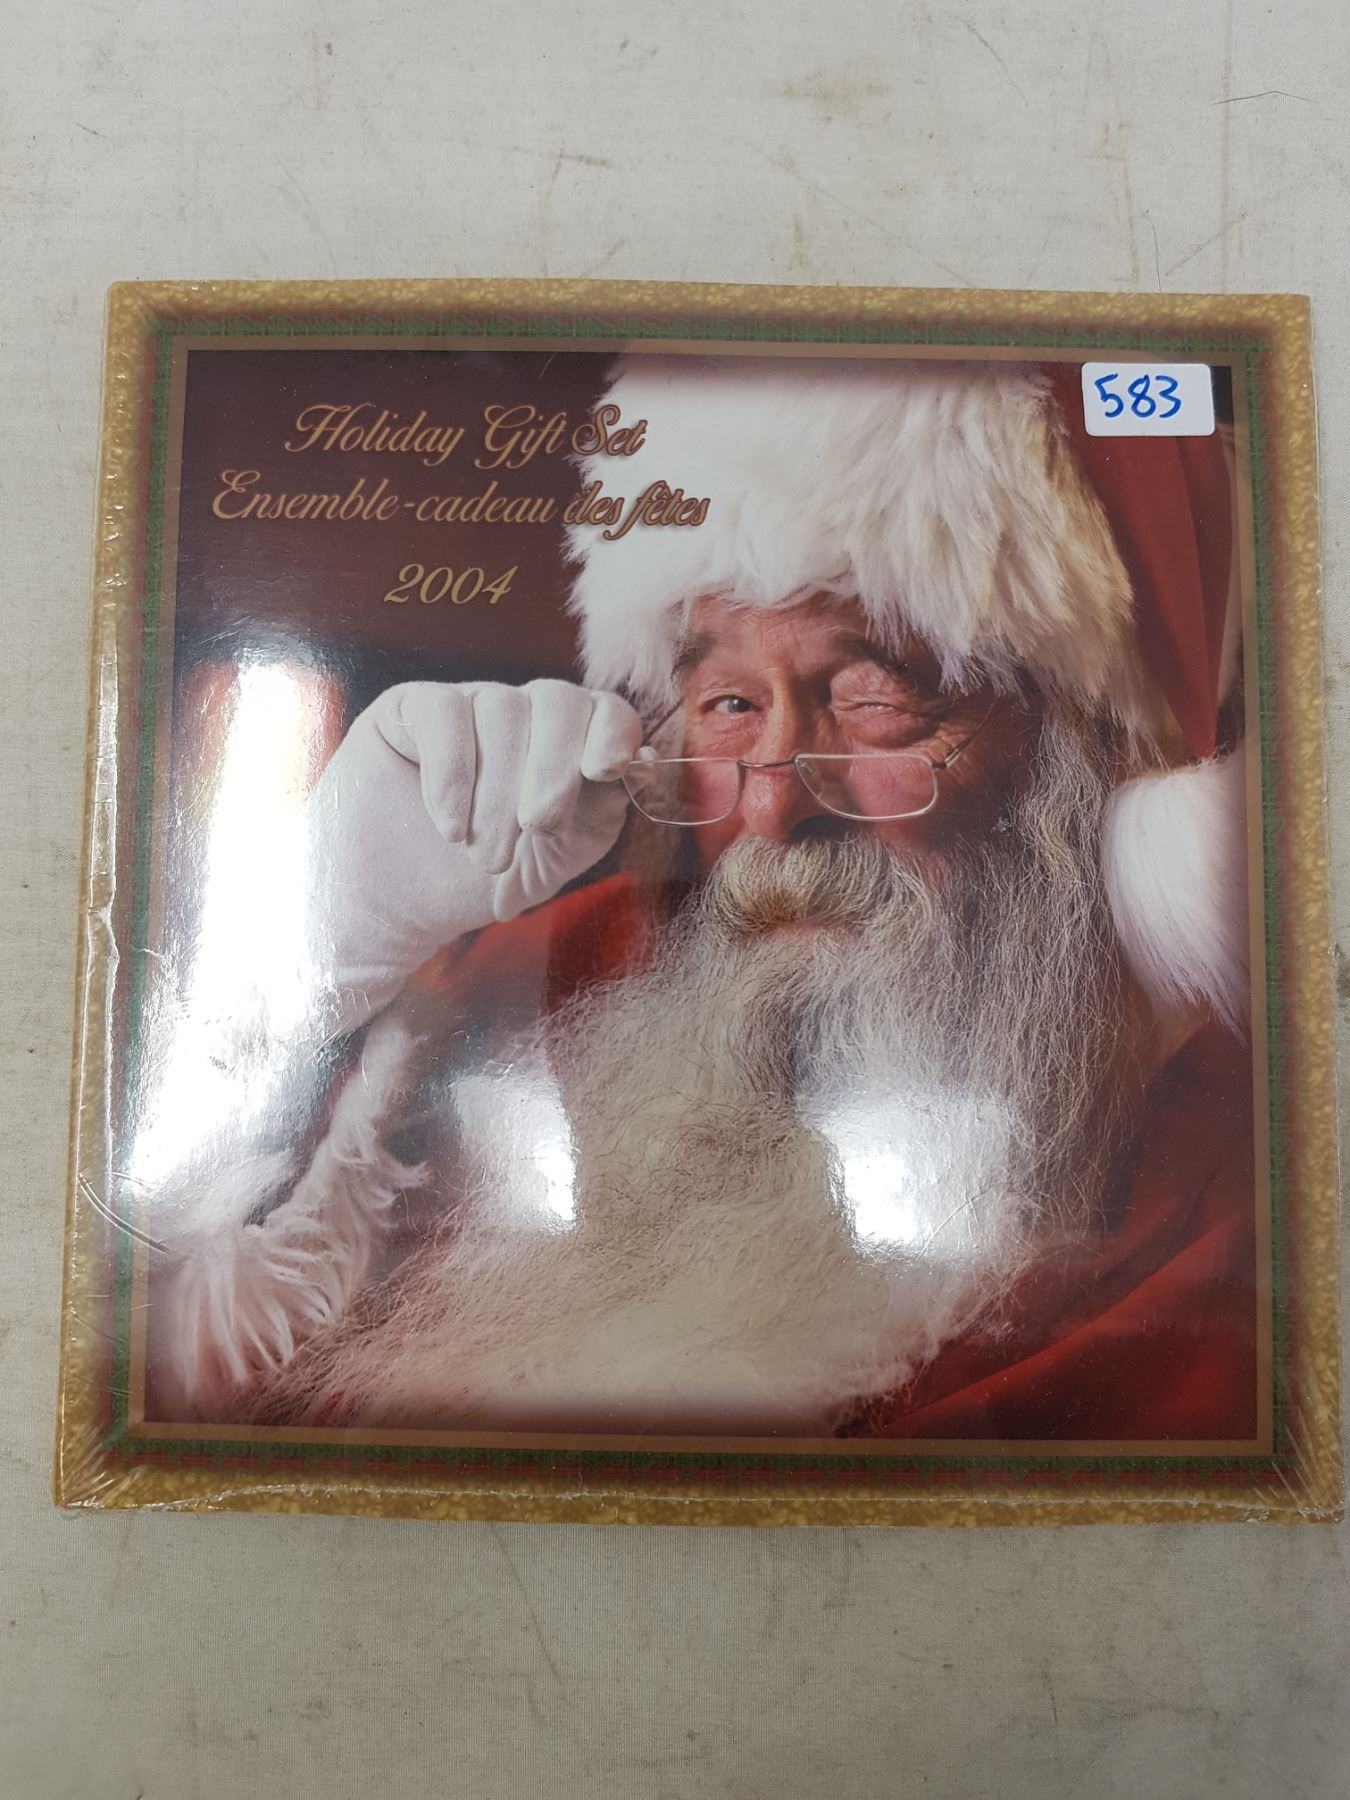 583
Holiday Gift Set
Ensemble-cadeau des fêtes
2004